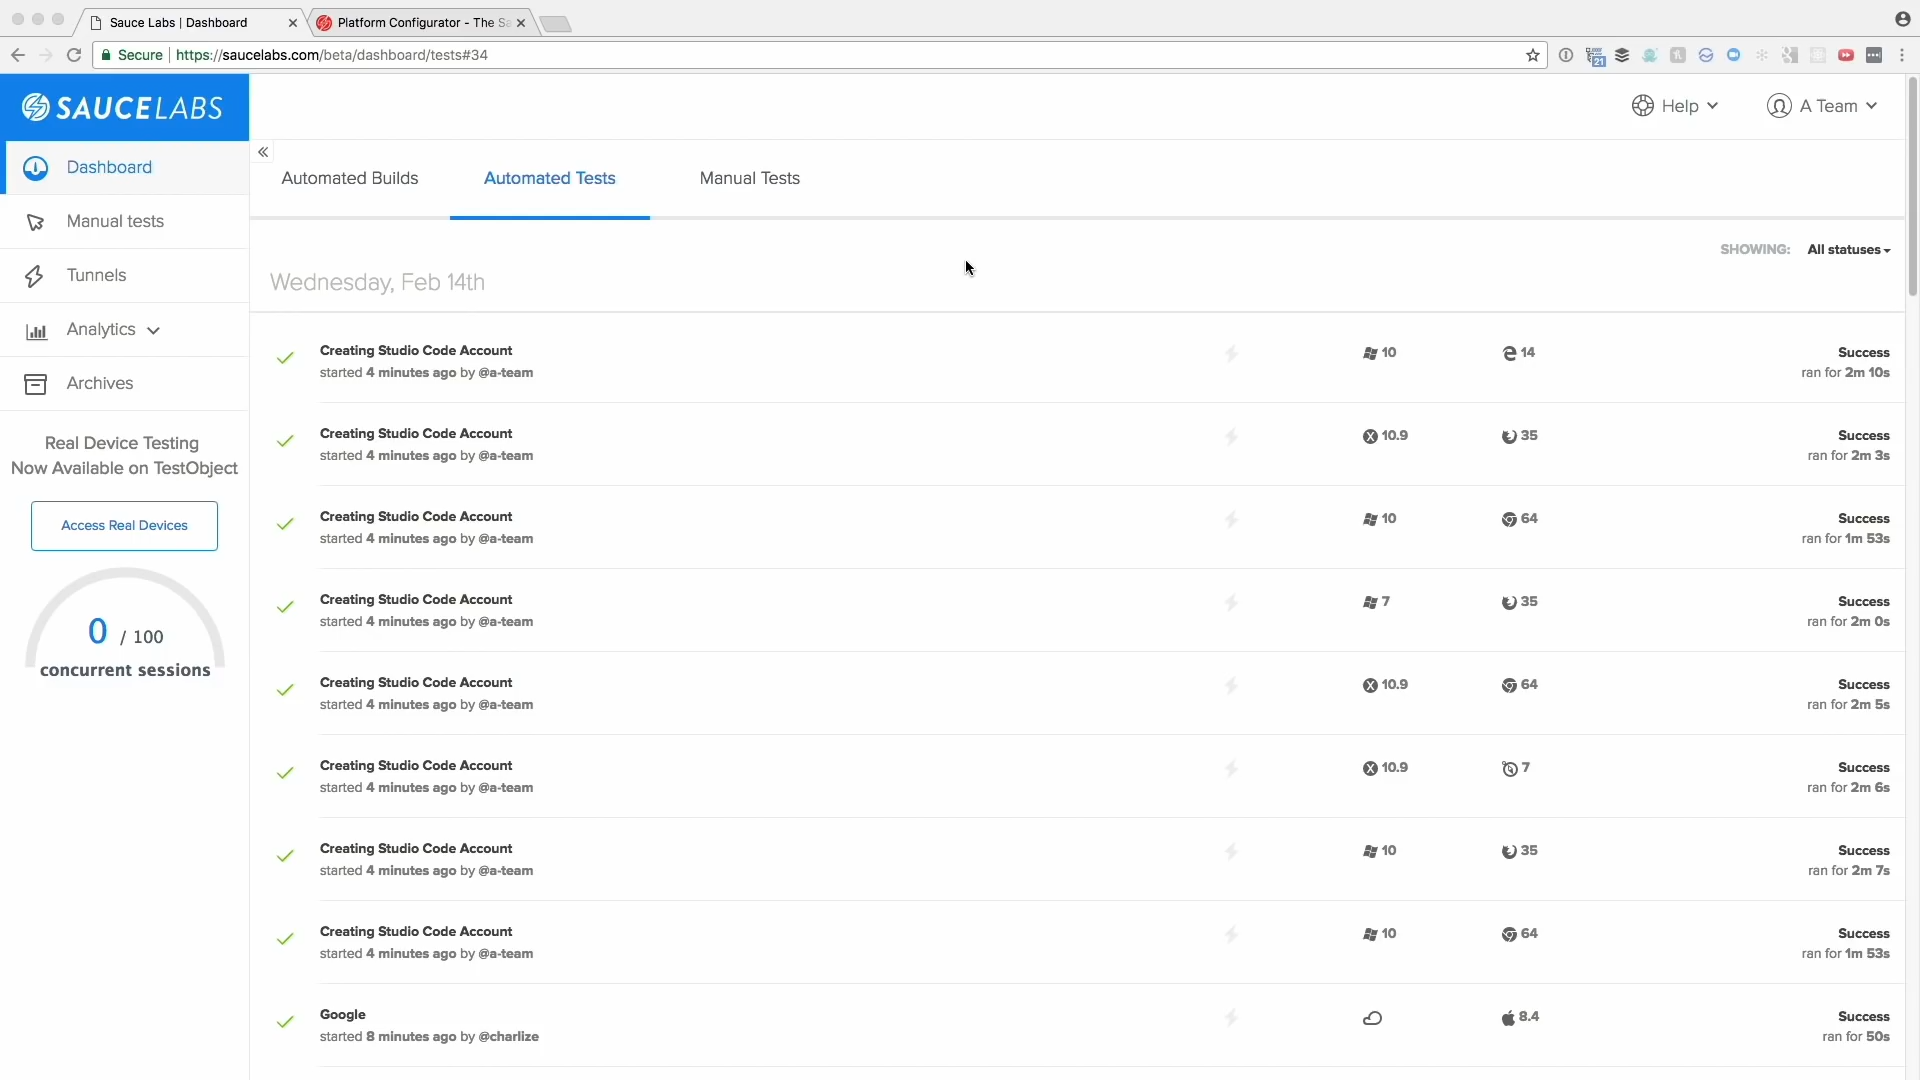 Sauce Labs | Dashboard
Platform Configurator - The Sa
Secure
https://saucelabs.com/beta/dashboard/tests#34
21
SAUCELABS
Help
A Team
Dashboard
Manual tests
Tunnels
Analytics
Archives
Real Device Testing
Now Available on TestObject
Access Real Devices
0 / 100
concurrent sessions
Automated Builds
Automated Tests
Manual Tests
SHOWING: All statuses
Wednesday, Feb 14th
Creating Studio Code Account
started 4 minutes ago by @a-team
10
14
Success
ran for 2m 10s
Creating Studio Code Account
started 4 minutes ago by @a-team
10.9
35
Success
ran for 2m 3s
Creating Studio Code Account
started 4 minutes ago by @a-team
10
64
Success
ran for 1m 53s
Creating Studio Code Account
started 4 minutes ago by @a-team
7
35
Success
ran for 2m 0s
Creating Studio Code Account
started 4 minutes ago by @a-team
10.9
64
Success
ran for 2m 5s
Creating Studio Code Account
started 4 minutes ago by @a-team
10.9
7
Success
ran for 2m 6s
Creating Studio Code Account
started 4 minutes ago by @a-team
10
35
Success
ran for 2m 7s
Creating Studio Code Account
started 4 minutes ago by @a-team
10
64
Success
ran for 1m 53s
Google
started 8 minutes ago by @charlize
8.4
Success
ran for 50s